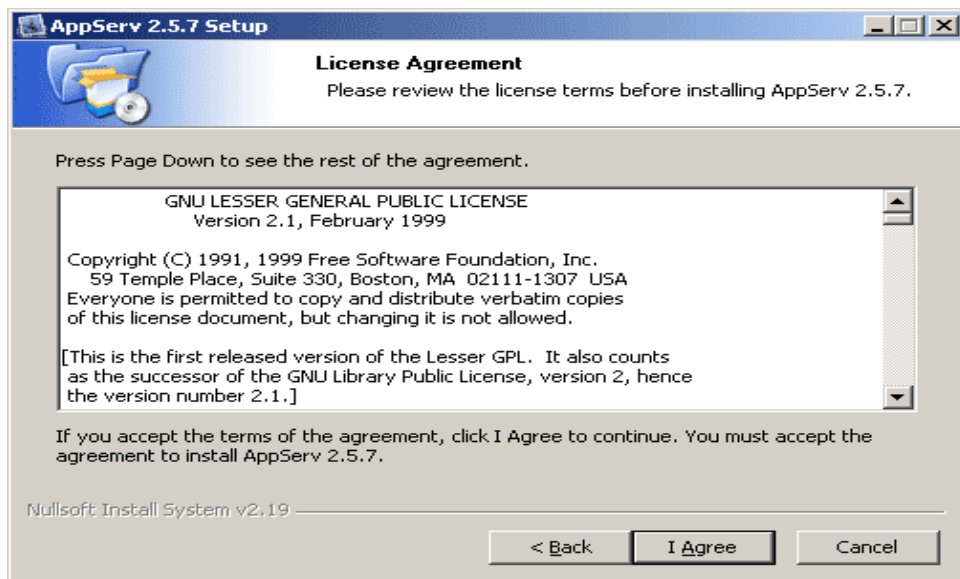 AppServ 2.5.7 Setup
License Agreement
Please review the license terms before installing AppServ 2.5.7.
Press Page Down to see the rest of the agreement.
GNU LESSER GENERAL PUBLIC LICENSE
Version 2.1, February 1999
Copyright (C) 1991, 1999 Free Software Foundation, Inc.
59 Temple Place, Suite 330, Boston, MA  02111-1307  USA
Everyone is permitted to copy and distribute verbatim copies
of this license document, but changing it is not allowed.
[This is the first released version of the Lesser GPL.  It also counts
as the successor of the GNU Library Public License, version 2, hence
the version number 2.1.]
If you accept the terms of the agreement, click I Agree to continue. You must accept the
agreement to install AppServ 2.5.7.
Nullsoft Install System v2.19
< Back
I Agree
Cancel